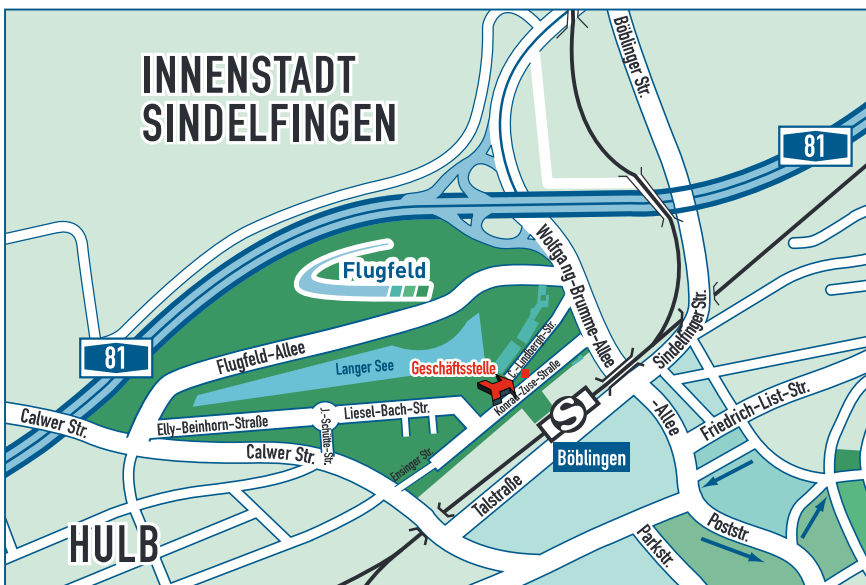 INNENSTADT
SINDELFINGEN
Böblinger Str.
81
Wolfgang-Brumme-Allee
Flugfeld
81
Flugfeld-Allee
Langer See
Geschäftsstelle
C.-Lindbergh-Str.
Konrad-Zuse-Straße
Sindelfinger Str.
Calwer Str.
Elly-Beinhorn-Straße
J.-Schütte-Str.
Liesel-Bach-Str.
Calwer Str.
Ensinger Str.
S
Böblingen
-Allee
Friedrich-List-Str.
Talstraße
Poststr.
Parkstr.
HULB